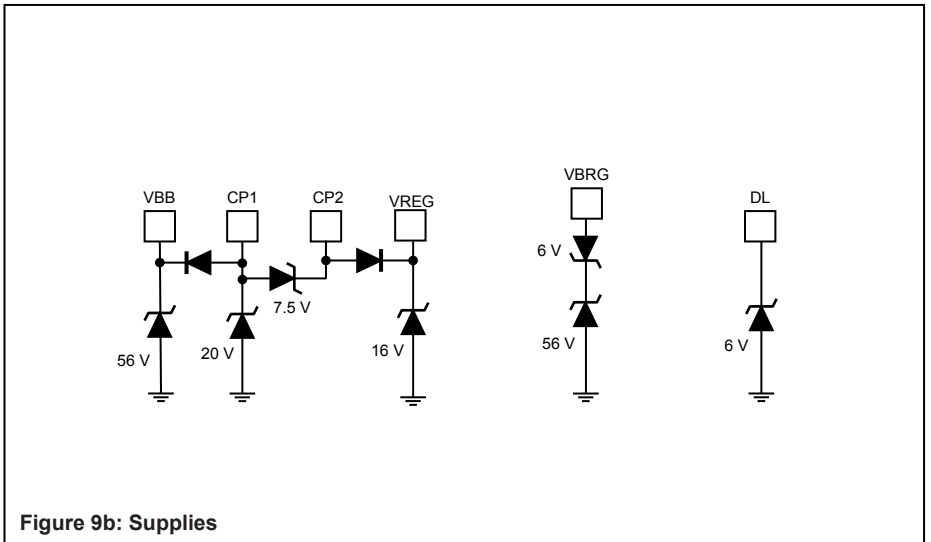 VBB
CP1
CP2
VREG
VBRG
DL
6 V
7.5 V
56 V
20 V
16 V
56 V
6 V
Figure 9b: Supplies